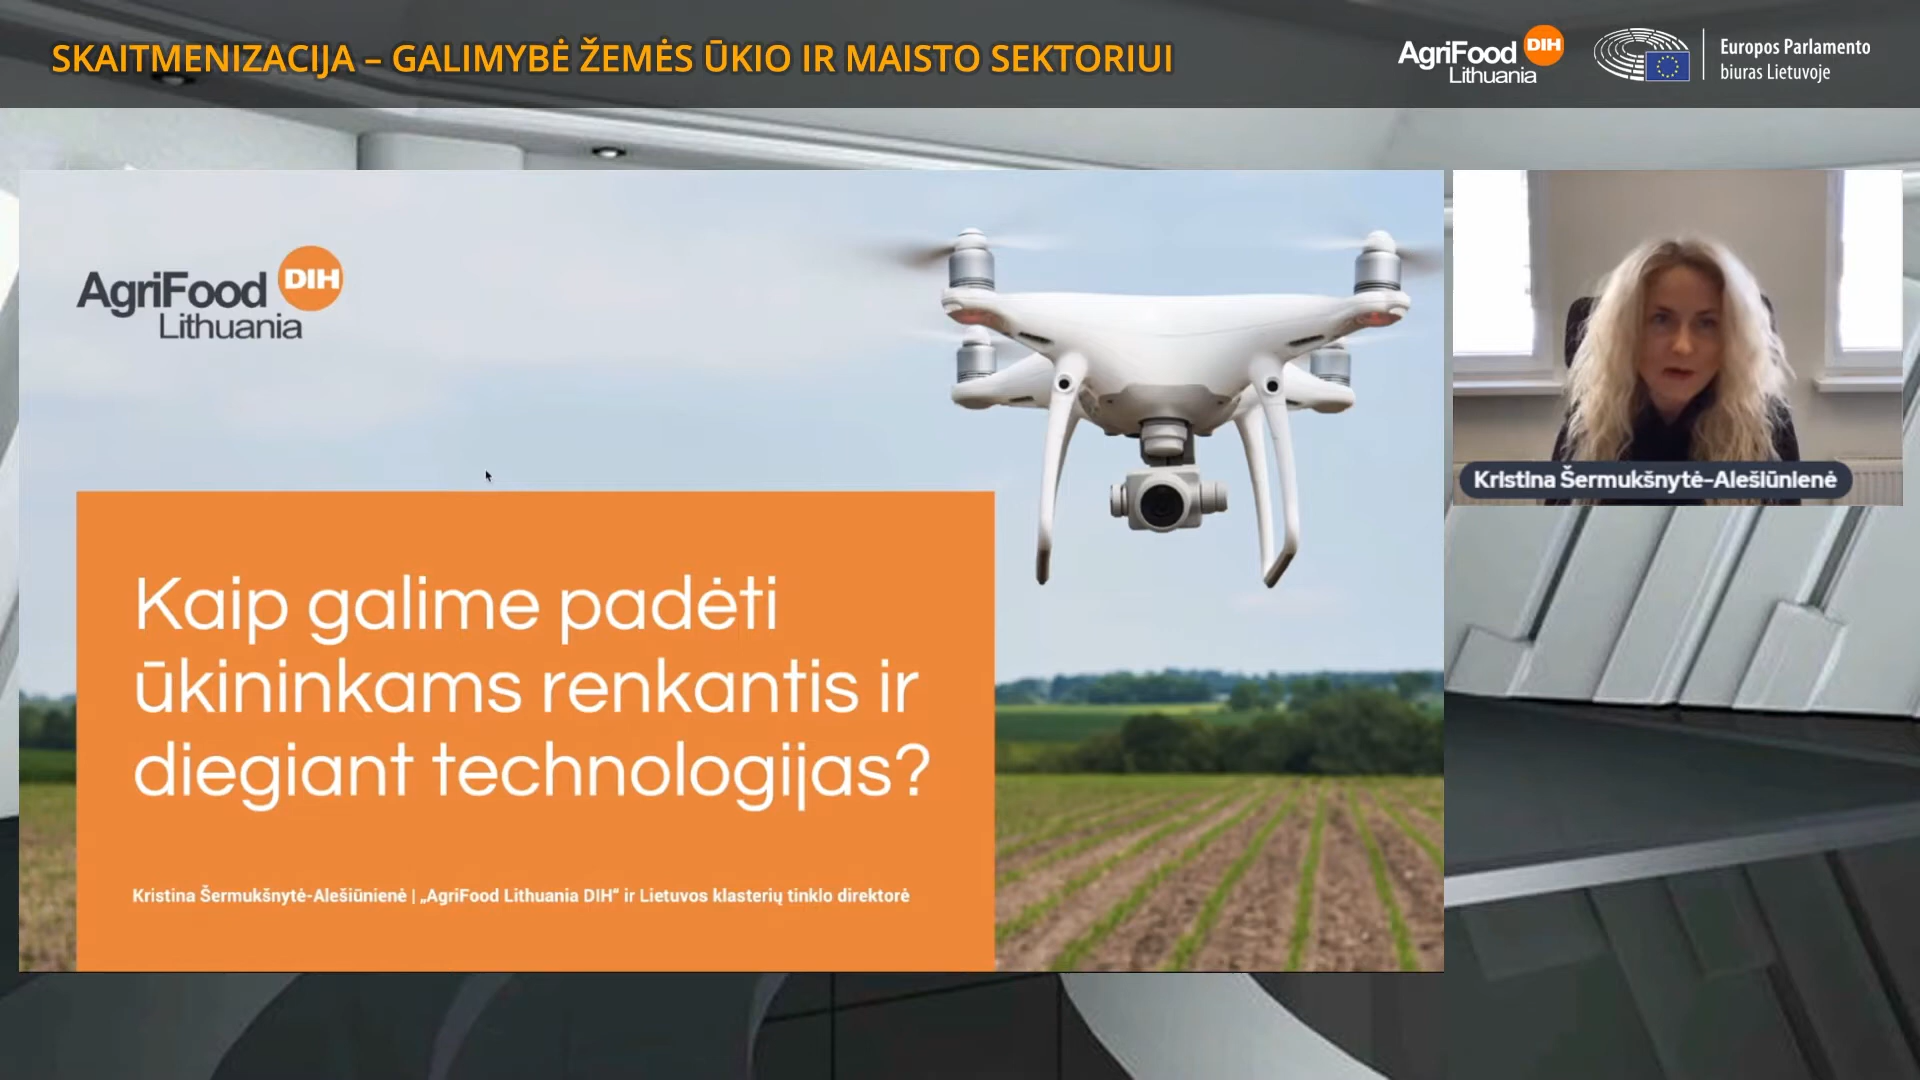 SKAITMENIZACIJA – GALIMYBĖ ŽEMĖS ŪKIO IR MAISTO SEKTORIUI
AgriFood DIH
Lithuania
Europos Parlamento
biuras Lietuvoje
AgriFood DIH
Lithuania
Kristina Šermukšnytė-Alešiūnienė
Kaip galime padėti
ūkininkams renkantis ir
diegiant technologijas?
Kristina Šermukšnytė-Alešiūnienė | „AgriFood Lithuania DIH“ ir Lietuvos klasterių tinklo direktorė